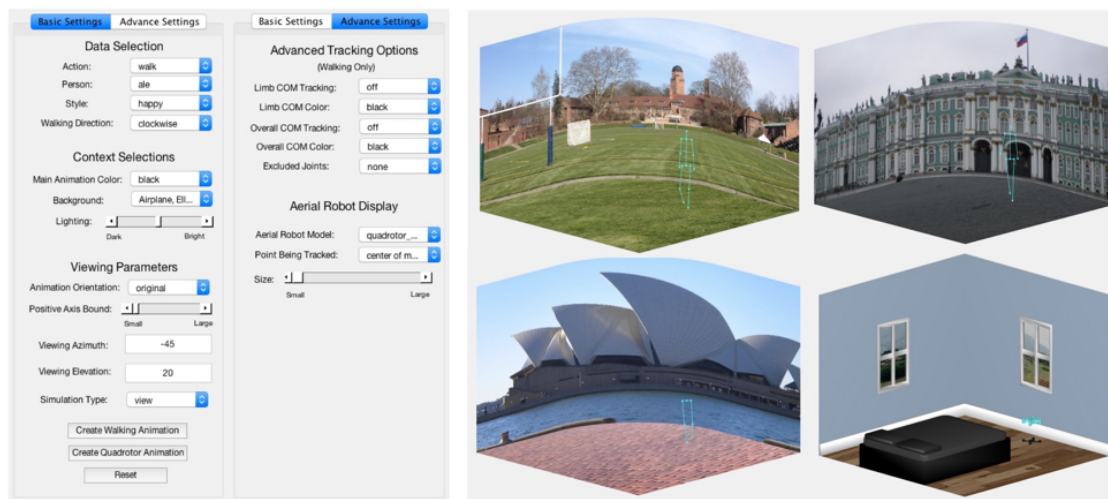 Basic Settings Advance Settings
Data Selection
Action: walk
Person: ale
Style: happy
Walking Direction: clockwise
Context Selections
Main Animation Color: black
Background: Airplane, Ell...
Lighting:
Dark Bright
Viewing Parameters
Animation Orientation: original
Positive Axis Bound:
Small Large
Viewing Azimuth: -45
Viewing Elevation: 20
Simulation Type: view
Create Walking Animation
Create Quadrotor Animation
Reset
Basic Settings Advance Settings
Advanced Tracking Options
(Walking Only)
Limb COM Tracking: off
Limb COM Color: black
Overall COM Tracking: off
Overall COM Color: black
Excluded Joints: none
Aerial Robot Display
Aerial Robot Model: quadrotor_...
Point Being Tracked: center of m...
Size:
Small Large